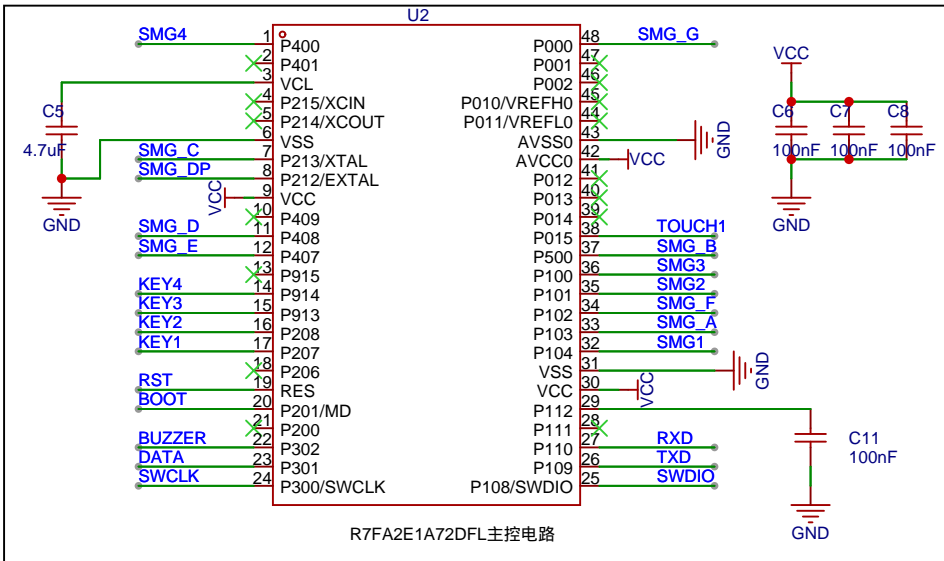 U2
SMG4 1 P400
2 P401
3 VCL
4 P215/XCIN
5 P214/XCOUT
6 VSS
SMG_C 7 P213/XTAL
SMG_DP 8 P212/EXTAL
VCC 9 VCC
10 P409
SMG_D 11 P408
SMG_E 12 P407
13 P915
KEY4 14 P914
KEY3 15 P913
KEY2 16 P208
KEY1 17 P207
18 P206
RST 19 RES
BOOT 20 P201/MD
21 P200
BUZZER 22 P302
DATA 23 P301
SWCLK 24 P300/SWCLK
C5
4.7uF
GND
P000 48 SMG_G
P001 47
P002 46
P010/VREFH0 45
P011/VREFL0 44
AVSS0 43 GND
AVCC0 42 VCC
P012 41
P013 40
P014 39
P015 38 TOUCH1
P500 37 SMG_B
P100 36 SMG3
P101 35 SMG2
P102 34 SMG_F
P103 33 SMG_A
P104 32 SMG1
VSS 31 GND
VCC 30 VCC
P112 29
P111 28
P110 27 RXD
P109 26 TXD
P108/SWDIO 25 SWDIO
VCC
C6 C7 C8
100nF 100nF 100nF
GND
C11
100nF
GND
R7FA2E1A72DFL主控电路